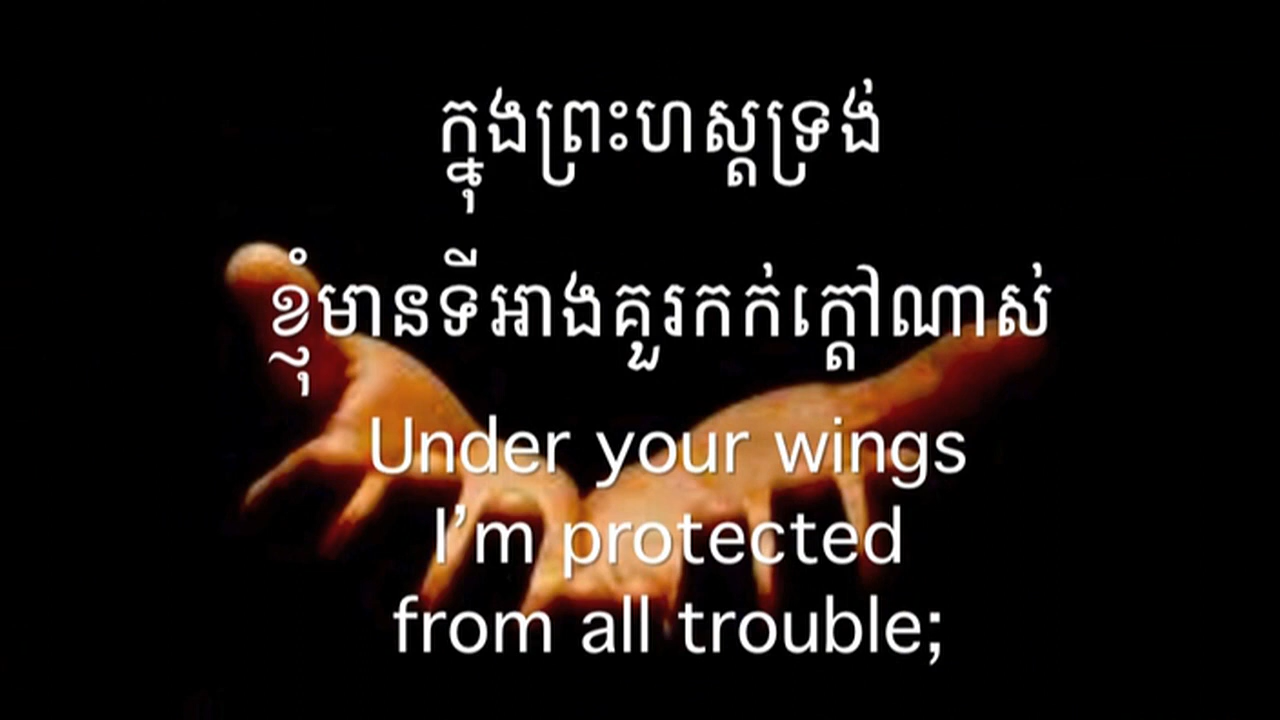 ក្នុងព្រះហស្តទ្រង់
ខ្ញុំមានទីអាងគួរកក់ក្តៅណាស់
Under your wings
I’m protected
from all trouble;